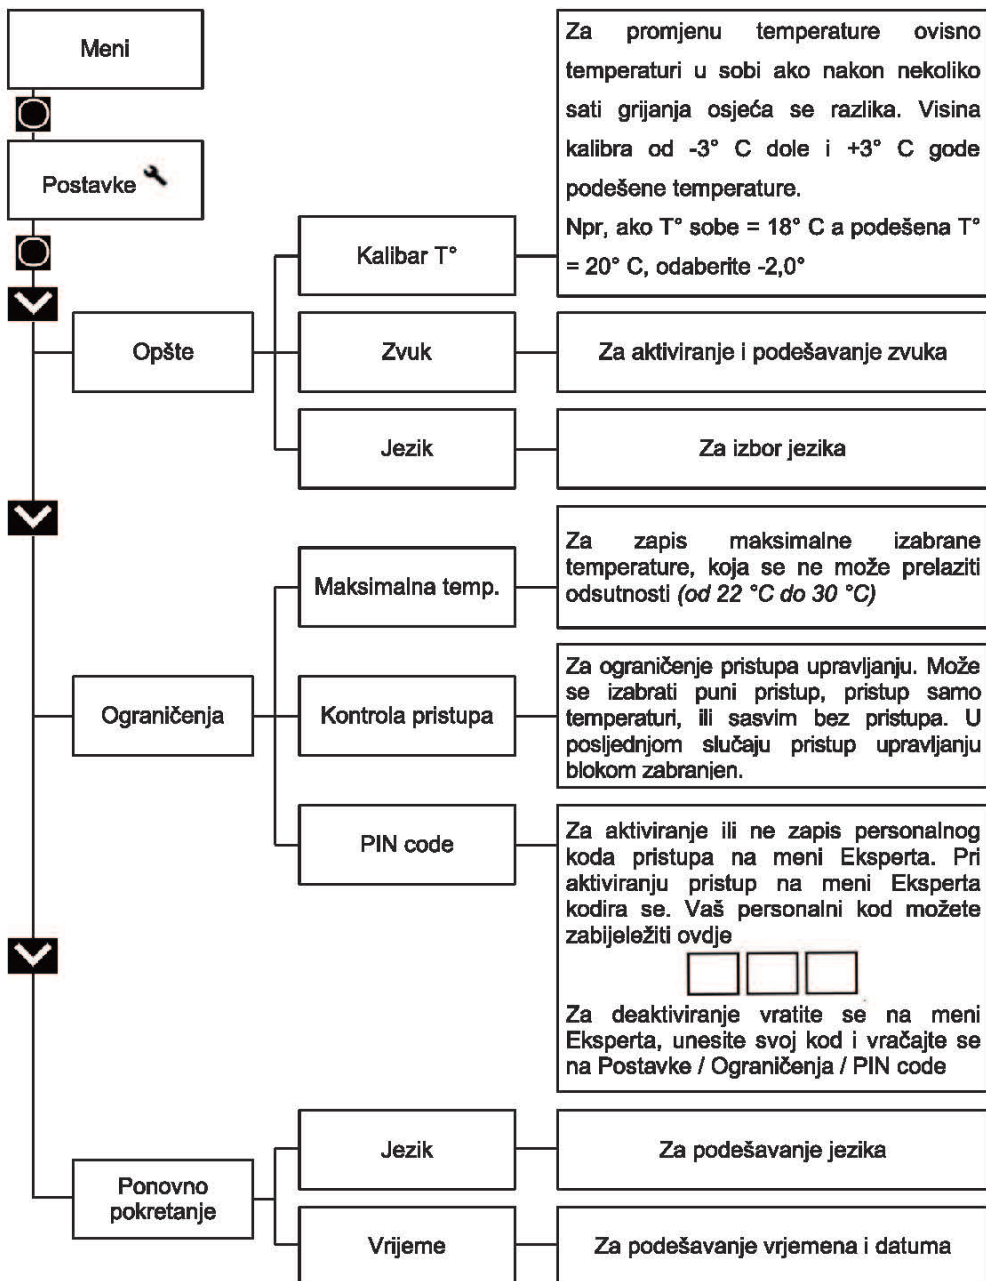 Meni
Za promjenu temperature ovisno
temperaturi u sobi ako nakon nekoliko
sati grijanja osjeća se razlika. Visina
kalibra od -3° C dole i +3° C gode
podešene temperature.
Npr, ako T° sobe = 18° C a podešena T°
= 20° C, odaberite -2,0°
Postavke
Kalibar T°
Opšte
Zvuk
Za aktiviranje i podešavanje zvuka
Jezik
Za izbor jezika
Maksimalna temp.
Za zapis maksimalne izabrane
temperature, koja se ne može prelaziti
odsutnosti (od 22 °C do 30 °C)
Ograničenja
Kontrola pristupa
Za ograničenje pristupa upravljanju. Može
se izabrati puni pristup, pristup samo
temperaturi, ili sasvim bez pristupa. U
posljednjom slučaju pristup upravljanju
blokom zabranjen.
PIN code
Za aktiviranje ili ne zapis personalnog
koda pristupa na meni Eksperta. Pri
aktiviranju pristup na meni Eksperta
kodira se. Vaš personalni kod možete
zabijeležiti ovdje
Za deaktiviranje vratite se na meni
Eksperta, unesite svoj kod i vračajte se
na Postavke / Ograničenja / PIN code
Ponovno
pokretanje
Jezik
Za podešavanje jezika
Vrijeme
Za podešavanje vrjemena i datuma